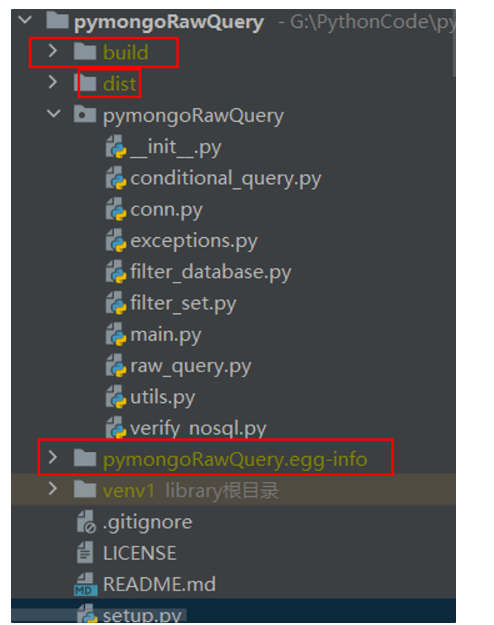 pymongoRawQuery - G:\PythonCode\py
build
dist
pymongoRawQuery
__init__.py
conditional_query.py
conn.py
exceptions.py
filter_database.py
filter_set.py
main.py
raw_query.py
utils.py
verify_nosql.py
pymongoRawQuery.egg-info
venv1 library根目录
.gitignore
LICENSE
MD README.md
setup.py